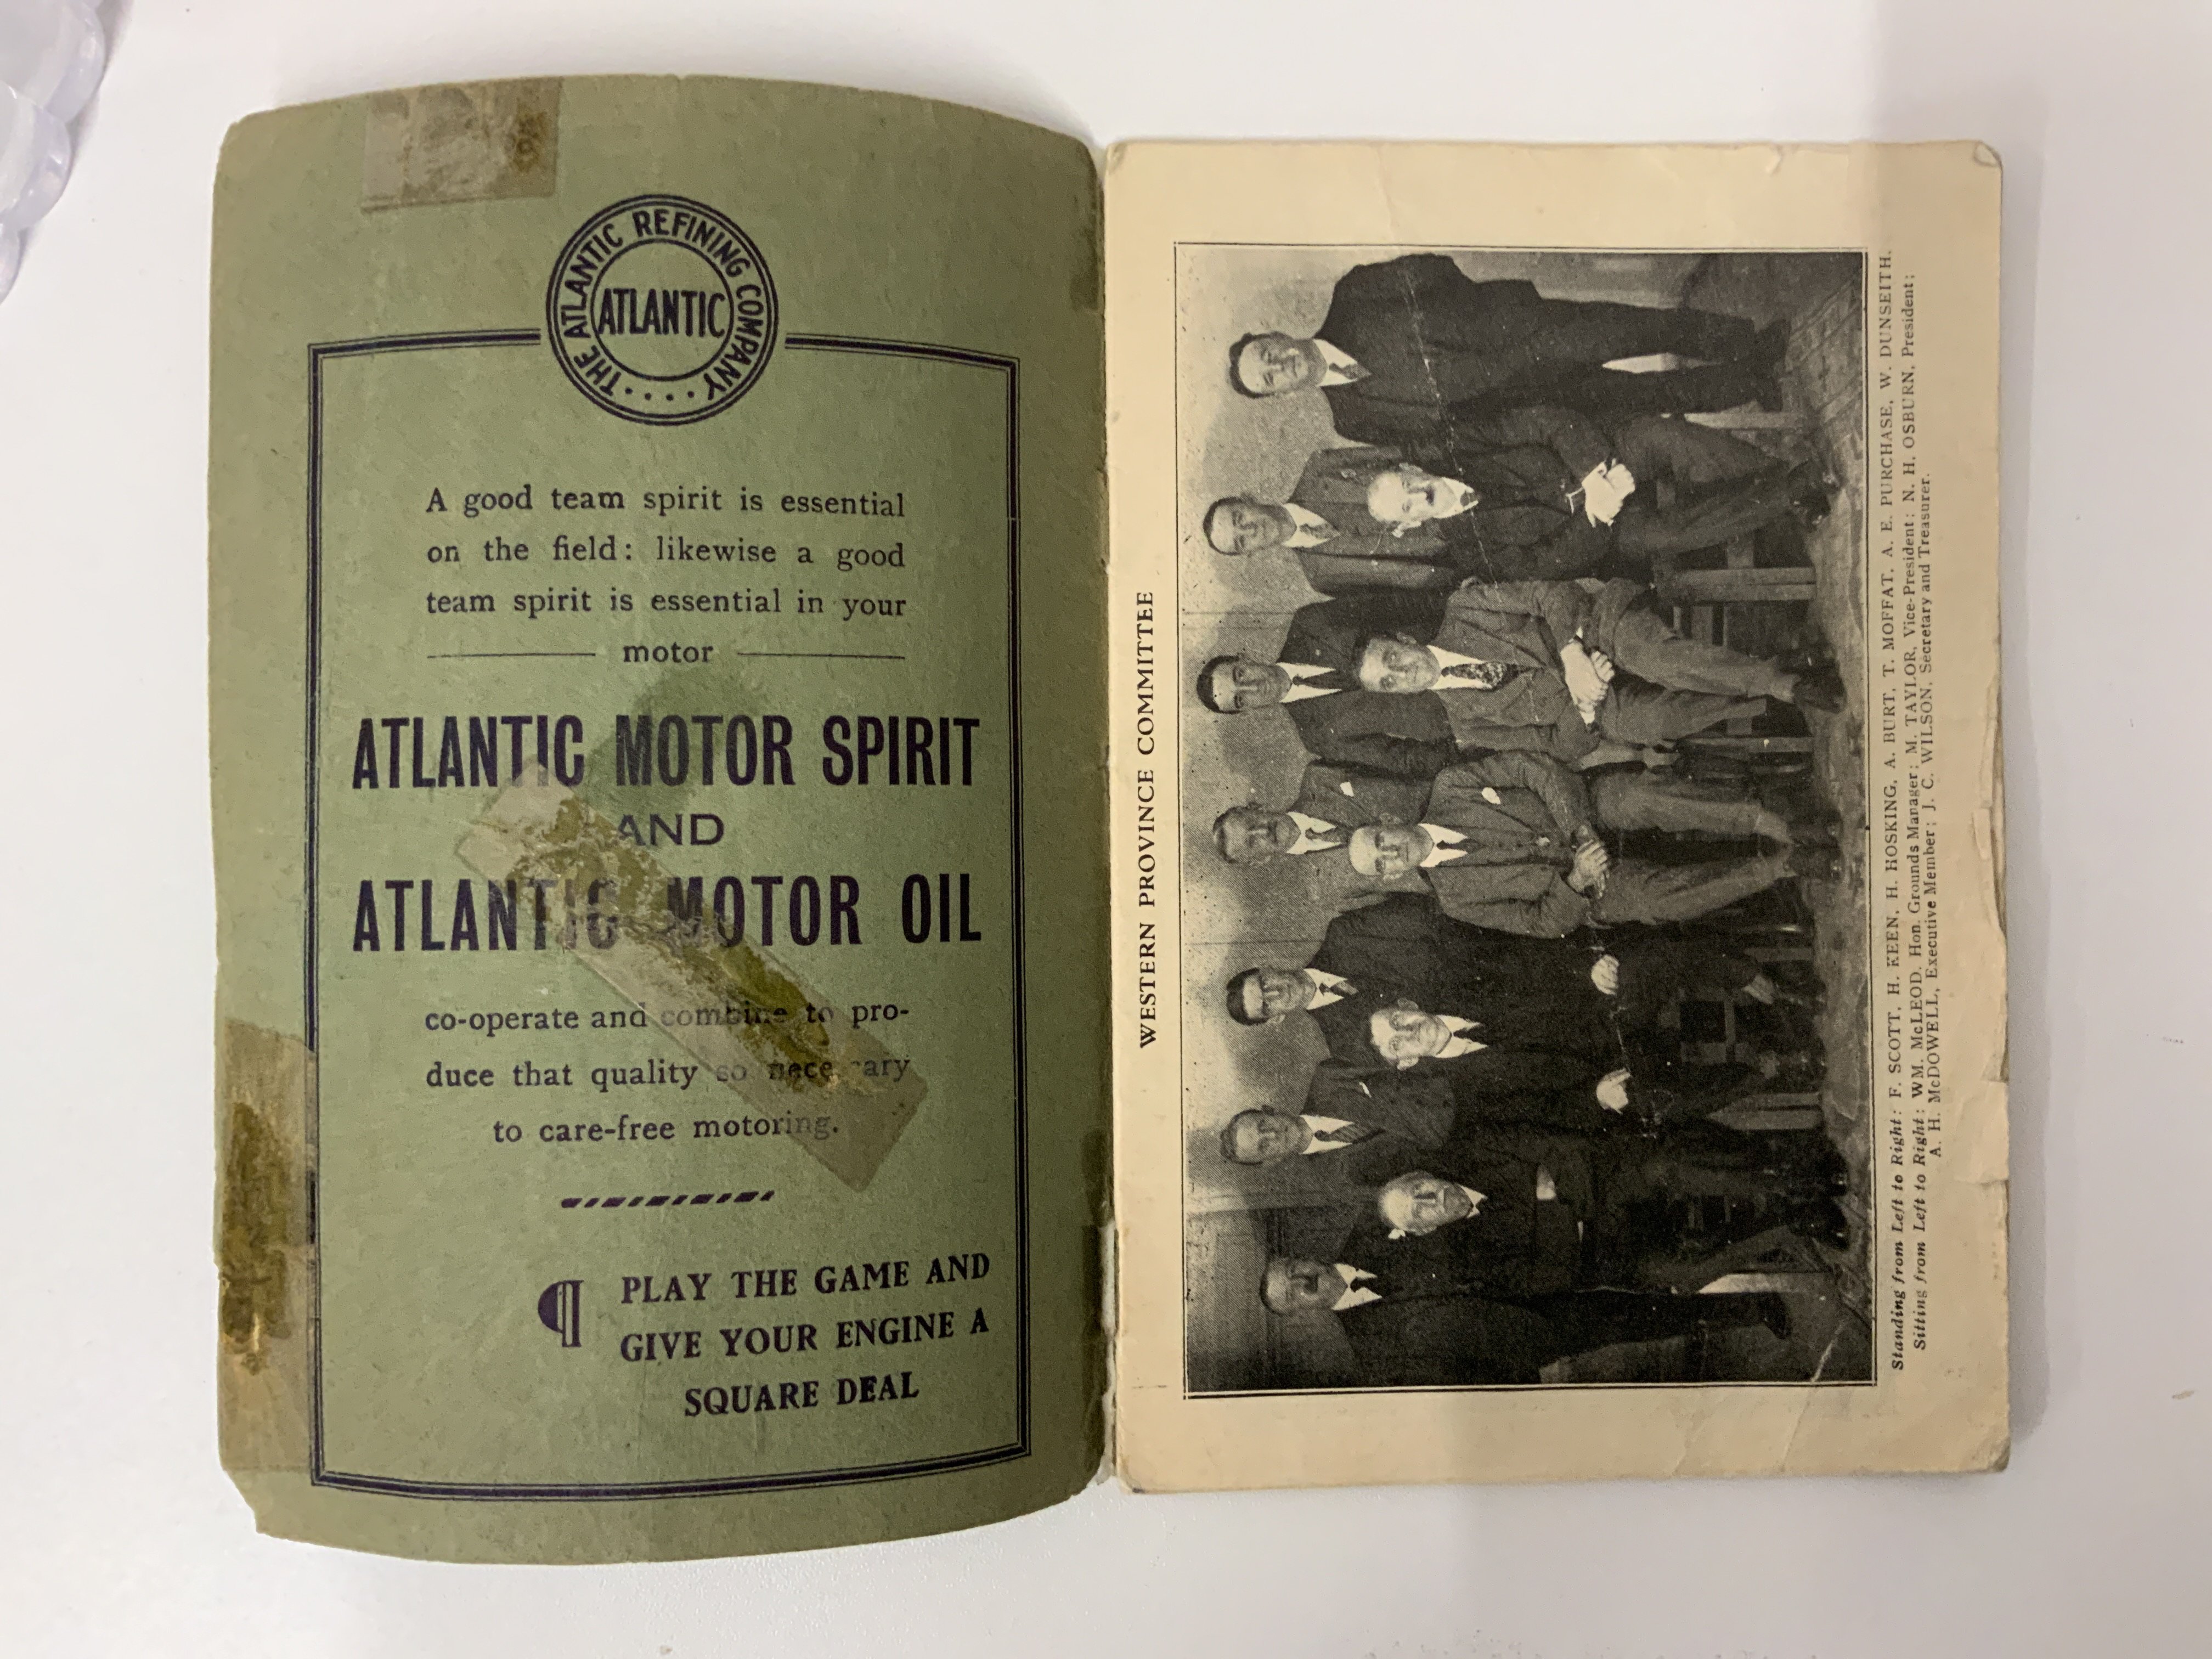 THE ATLANTIC REFINING COMPANY
ATLANTIC
A good team spirit is essential
on the field: likewise a good
team spirit is essential in your
motor
ATLANTIC MOTOR SPIRIT
AND
ATLANTIC MOTOR OIL
co-operate and combine to pro-
duce that quality so necessary
to care-free motoring.
¶ PLAY THE GAME AND
GIVE YOUR ENGINE A
SQUARE DEAL
WESTERN PROVINCE COMMITTEE
Standing from Left to Right: F. SCOTT, H. KEEN, H. HOSKING, A. BURT, T. MOFFAT, A. E. PURCHASE, W. DUNSEITH.
Sitting from Left to Right: WM. McLEOD, Hon. Grounds Manager; M. TAYLOR, Vice-President; N. H. OSBURN, President;
A. H. McDOWELL, Executive Member; J. C. WILSON, Secretary and Treasurer.